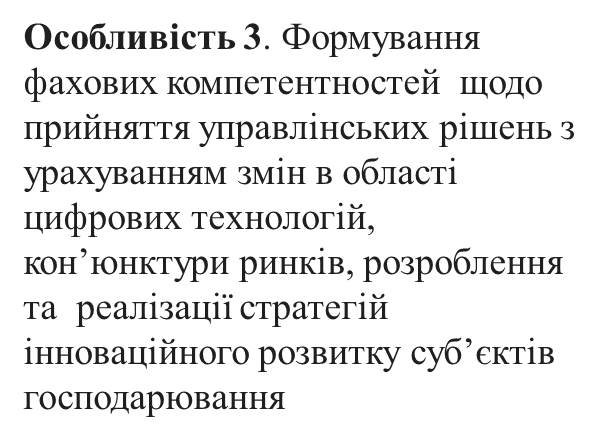 Особливість 3. Формування
фахових компетентностей  щодо
прийняття управлінських рішень з
урахуванням змін в області
цифрових технологій,
кон’юнктури ринків, розроблення
та  реалізації стратегій
інноваційного розвитку суб’єктів
господарювання